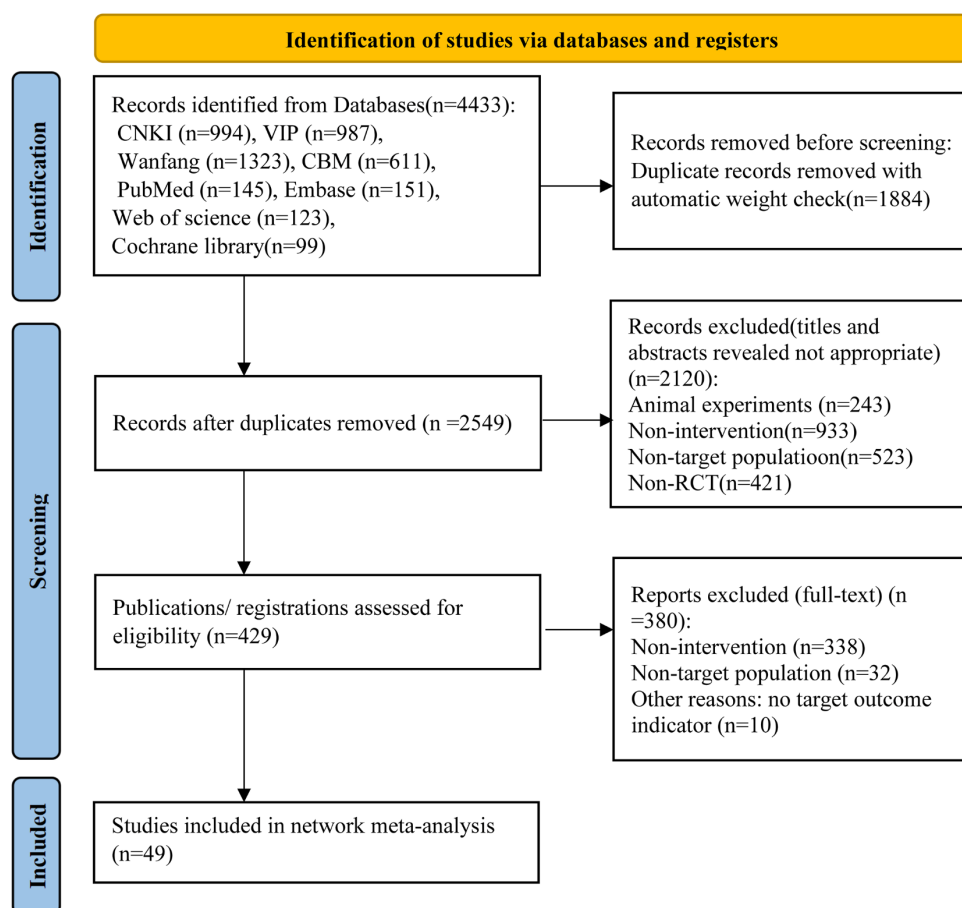 Identification of studies via databases and registers
Identification
Records identified from Databases(n=4433):
CNKI (n=994), VIP (n=987),
Wanfang (n=1323), CBM (n=611),
PubMed (n=145), Embase (n=151),
Web of science (n=123),
Cochrane library(n=99)
Records removed before screening:
Duplicate records removed with
automatic weight check(n=1884)
Screening
Records after duplicates removed (n =2549)
Records excluded(titles and
abstracts revealed not appropriate)
(n=2120):
Animal experiments (n=243)
Non-intervention(n=933)
Non-target populatioon(n=523)
Non-RCT(n=421)
Publications/ registrations assessed for
eligibility (n=429)
Reports excluded (full-text) (n
=380):
Non-intervention (n=338)
Non-target population (n=32)
Other reasons: no target outcome
indicator (n=10)
Included
Studies included in network meta-analysis
(n=49)